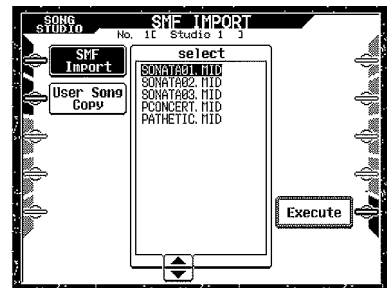 SONG
STUDIO
SMF IMPORT
No. 1[ Studio 1 ]
SMF
Import
User Song
Copy
select
SONATA01.MID
SONATA02.MID
SONATA03.MID
PCONCERT.MID
PATHETIC.MID
Execute